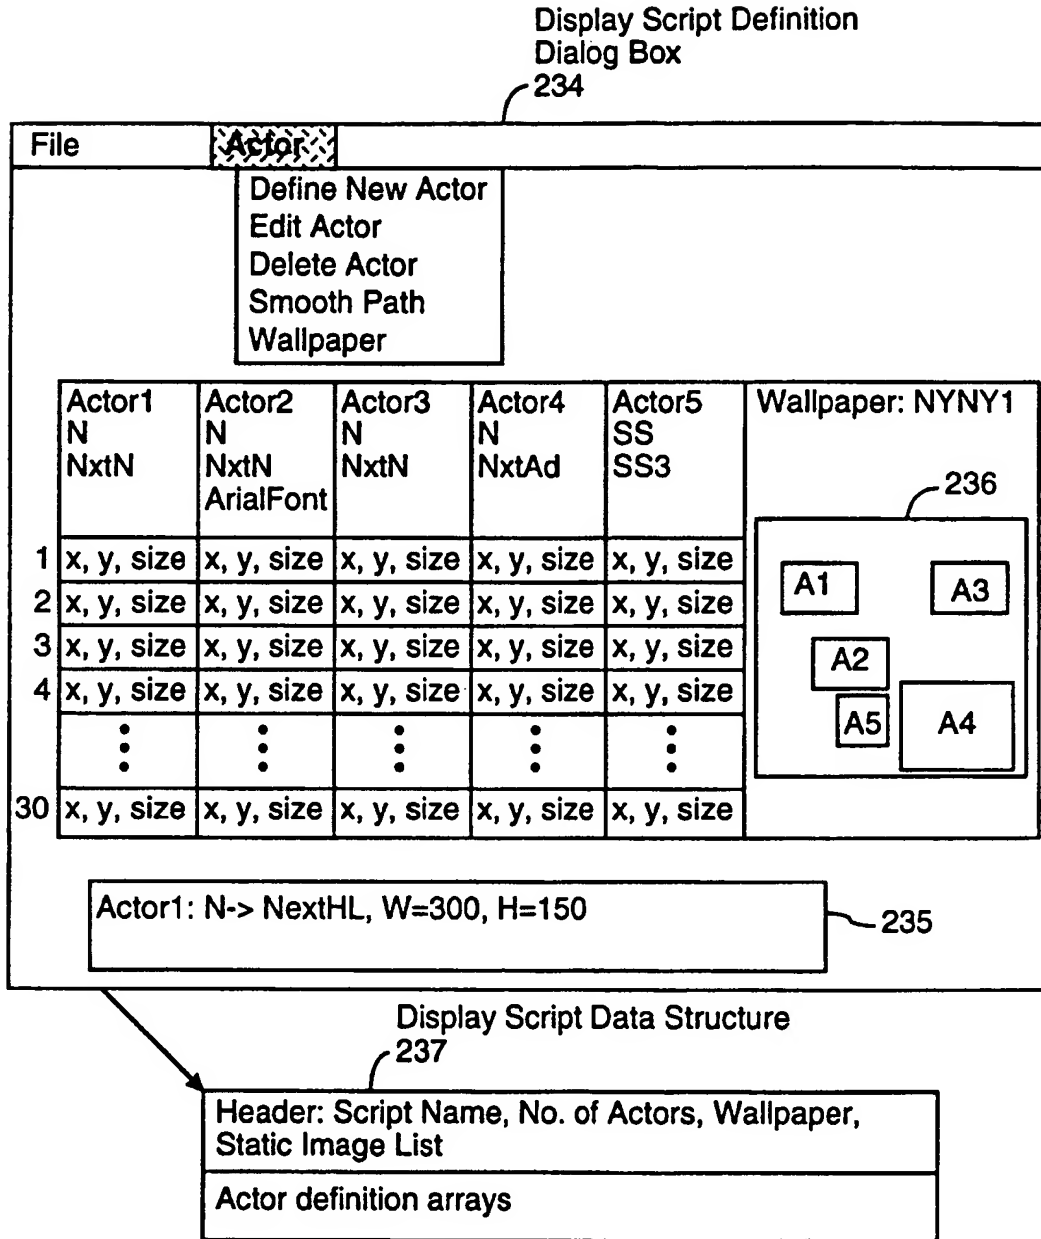 Display Script Definition
Dialog Box
234
File Actor
Define New Actor
Edit Actor
Delete Actor
Smooth Path
Wallpaper
Actor1 Actor2 Actor3 Actor4 Actor5 Wallpaper: NYNY1
N N N N SS
NxtN NxtN NxtN NxtAd SS3
ArialFont
236
1 x, y, size x, y, size x, y, size x, y, size x, y, size
2 x, y, size x, y, size x, y, size x, y, size x, y, size
3 x, y, size x, y, size x, y, size x, y, size x, y, size
4 x, y, size x, y, size x, y, size x, y, size x, y, size
30 x, y, size x, y, size x, y, size x, y, size x, y, size
A1 A3
A2
A5 A4
Actor1: N-> NextHL, W=300, H=150
235
Display Script Data Structure
237
Header: Script Name, No. of Actors, Wallpaper,
Static Image List
Actor definition arrays